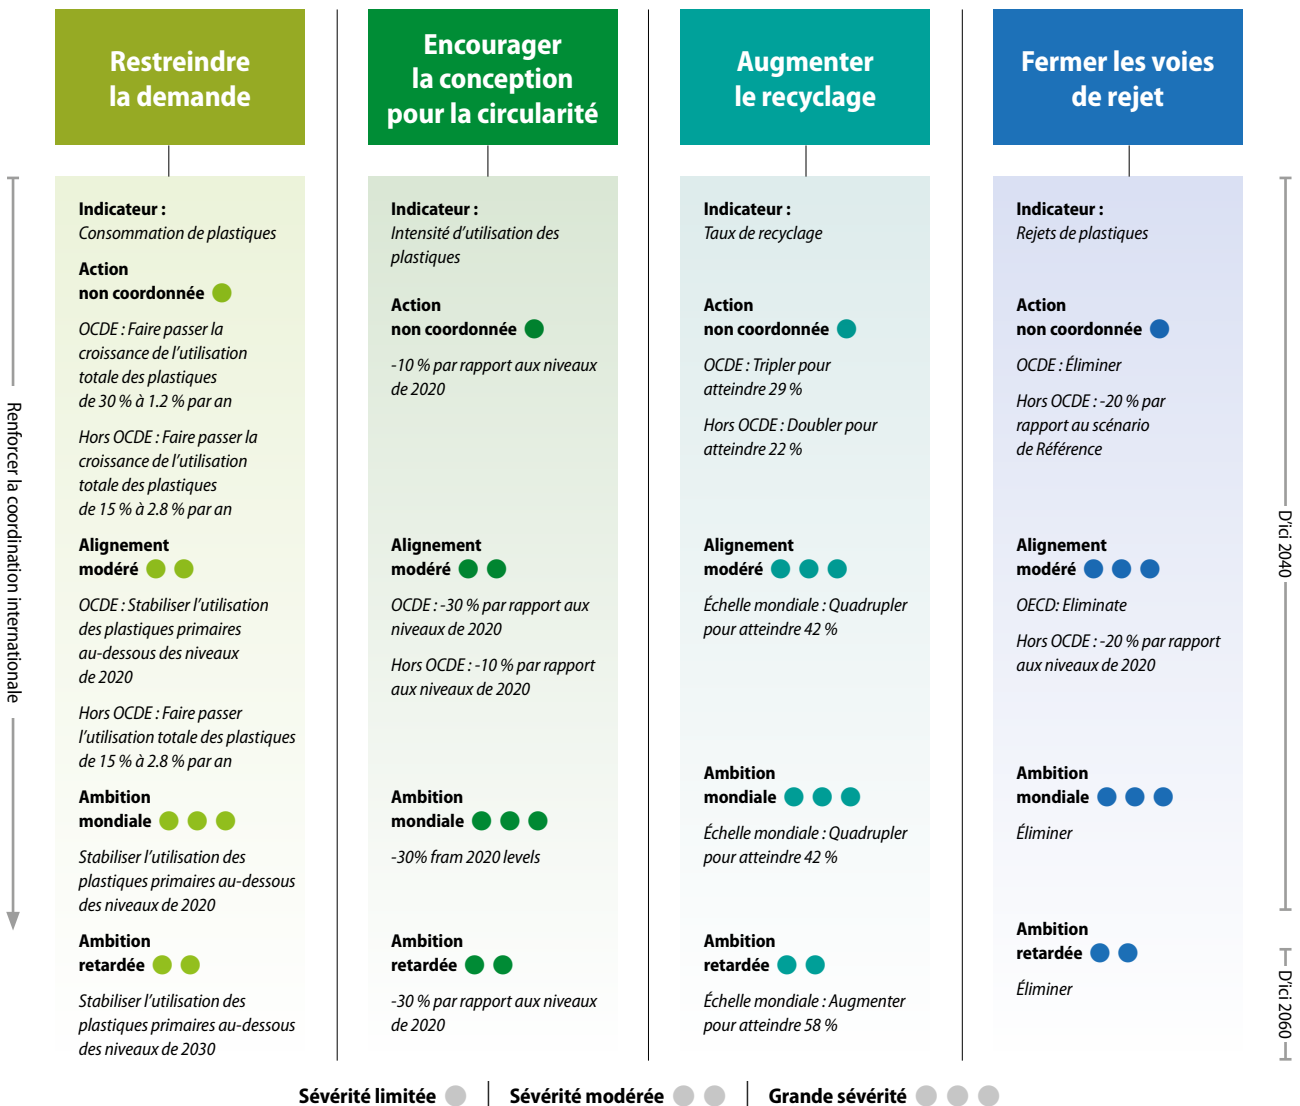 Restreindre
la demande
Indicateur :
Consommation de plastiques
Action
non coordonnée
OCDE : Faire passer la
croissance de l'utilisation
totale des plastiques
de 30 % à 1.2 % par an
Hors OCDE : Faire passer la
croissance de l'utilisation
totale des plastiques
de 15 % à 2.8 % par an
Alignement
modéré
OCDE : Stabiliser l'utilisation
des plastiques primaires
au-dessous des niveaux
de 2020
Hors OCDE : Faire passer
l'utilisation totale des plastiques
de 15 % à 2.8 % par an
Ambition
mondiale
Stabiliser l'utilisation des
plastiques primaires au-dessous
des niveaux de 2020
Ambition
retardée
Stabiliser l'utilisation des
plastiques primaires au-dessous
des niveaux de 2030
Encourager
la conception
pour la circularité
Indicateur :
Intensité d'utilisation des
plastiques
Action
non coordonnée
-10 % par rapport aux niveaux
de 2020
Alignement
modéré
OCDE : -30 % par rapport aux
niveaux de 2020
Hors OCDE : -10 % par rapport
aux niveaux de 2020
Ambition
mondiale
-30% fram 2020 levels
Ambition
retardée
-30 % par rapport aux niveaux
de 2020
Augmenter
le recyclage
Indicateur :
Taux de recyclage
Action
non coordonnée
OCDE : Tripler pour
atteindre 29 %
Hors OCDE : Doubler pour
atteindre 22 %
Alignement
modéré
Échelle mondiale : Quadrupler
pour atteindre 42 %
Ambition
mondiale
Échelle mondiale : Quadrupler
pour atteindre 42 %
Ambition
retardée
Échelle mondiale : Augmenter
pour atteindre 58 %
Fermer les voies
de rejet
Indicateur :
Rejets de plastiques
Action
non coordonnée
OCDE : Éliminer
Hors OCDE : -20 % par
rapport au scénario
de Référence
Alignement
modéré
OECD: Eliminate
Hors OCDE : -20 % par rapport
aux niveaux de 2020
Ambition
mondiale
Éliminer
Ambition
retardée
Éliminer
Renforcer la coordination internationale
D'ici 2040
D'ici 2060
Sévérité limitée
Sévérité modérée
Grande sévérité